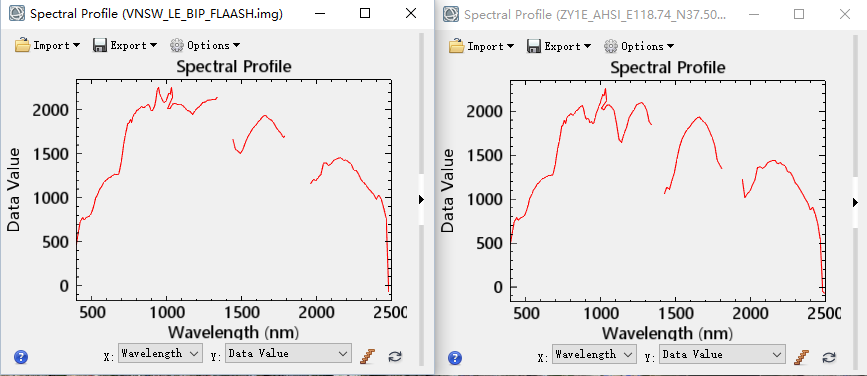 Spectral Profile (VNSW_LE_BIP_FLAASH.img)
Import Export Options
Spectral Profile
Data Value
2000
1500
1000
500
0
500 1000 1500 2000 2500
Wavelength (nm)
X: Wavelength Y: Data Value
Spectral Profile (ZY1E_AHSI_E118.74_N37.50...
Import Export Options
Spectral Profile
Data Value
2000
1500
1000
500
0
500 1000 1500 2000 2500
Wavelength (nm)
X: Wavelength Y: Data Value